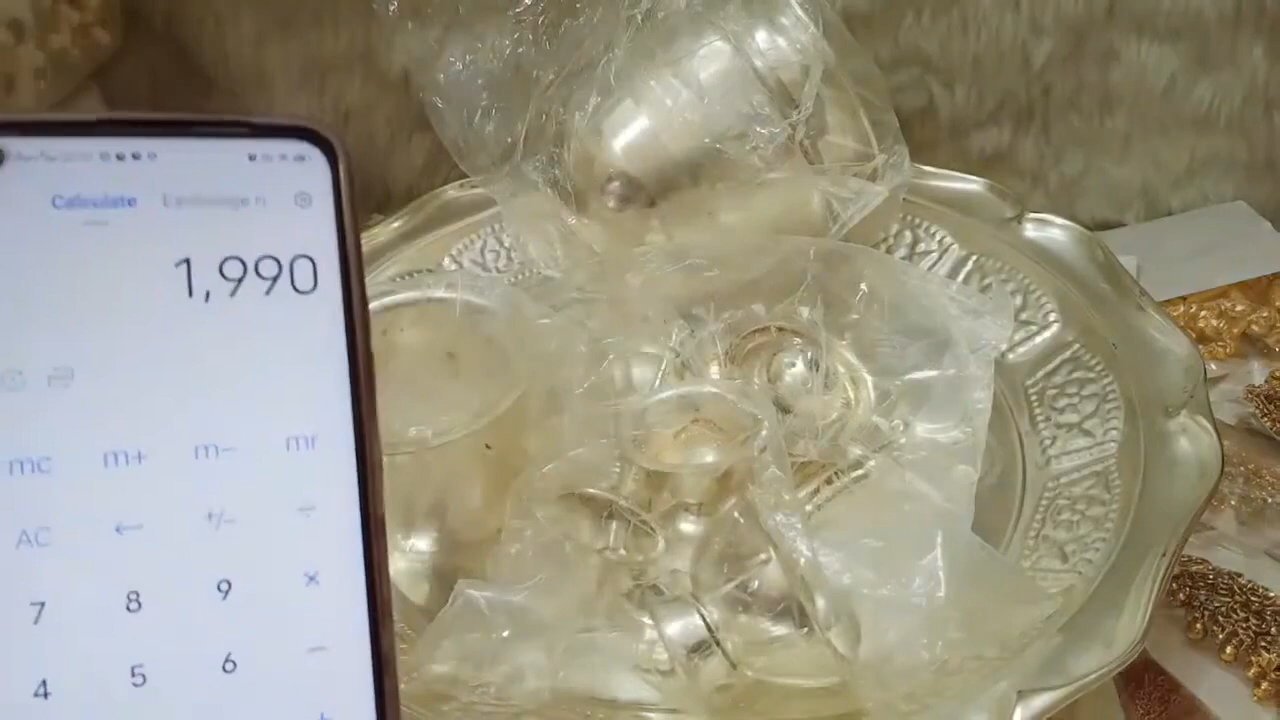 Calculate
1,990
mc m+ m- mr
AC ← +/- ÷
7 8 9 ×
4 5 6 −
+